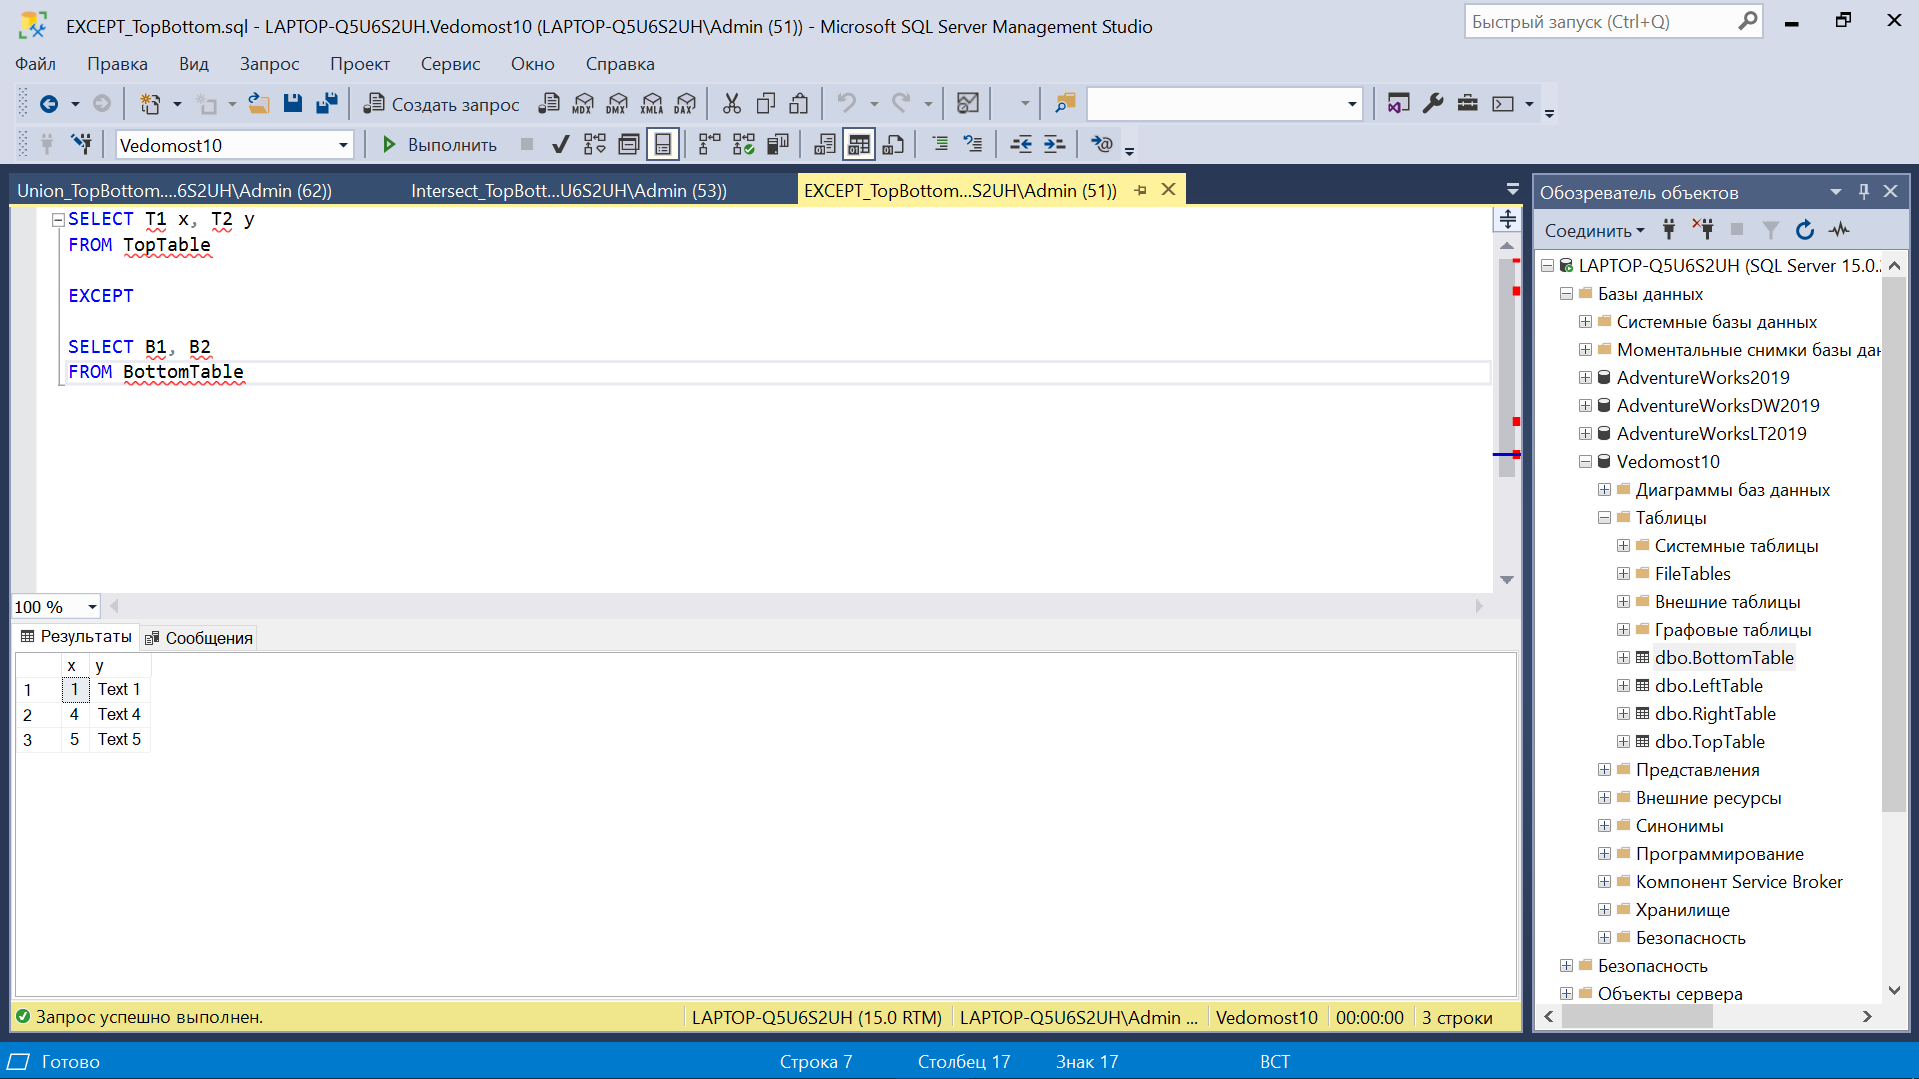 EXCEPT_TopBottom.sql - LAPTOP-Q5U6S2UH.Vedomost10 (LAPTOP-Q5U6S2UH\Admin (51)) - Microsoft SQL Server Management Studio
Быстрый запуск (Ctrl+Q)
Файл Правка Вид Запрос Проект Сервис Окно Справка
Создать запрос MDX DMX XMLA DAX
Vedomost10 Выполнить
Union_TopBottom....6S2UH\Admin (62)) Intersect_TopBott...U6S2UH\Admin (53)) EXCEPT_TopBottom...S2UH\Admin (51))
SELECT T1 x, T2 y
FROM TopTable
EXCEPT
SELECT B1, B2
FROM BottomTable
100 %
Результаты Сообщения
x y
1 1 Text 1
2 4 Text 4
3 5 Text 5
Запрос успешно выполнен. LAPTOP-Q5U6S2UH (15.0 RTM) LAPTOP-Q5U6S2UH\Admin ... Vedomost10 00:00:00 3 строки
Обозреватель объектов
Соединить
LAPTOP-Q5U6S2UH (SQL Server 15.0.
Базы данных
Системные базы данных
Моментальные снимки базы дан
AdventureWorks2019
AdventureWorksDW2019
AdventureWorksLT2019
Vedomost10
Диаграммы баз данных
Таблицы
Системные таблицы
FileTables
Внешние таблицы
Графовые таблицы
dbo.BottomTable
dbo.LeftTable
dbo.RightTable
dbo.TopTable
Представления
Внешние ресурсы
Синонимы
Программирование
Компонент Service Broker
Хранилище
Безопасность
Безопасность
Объекты сервера
Готово Строка 7 Столбец 17 Знак 17 ВСТ